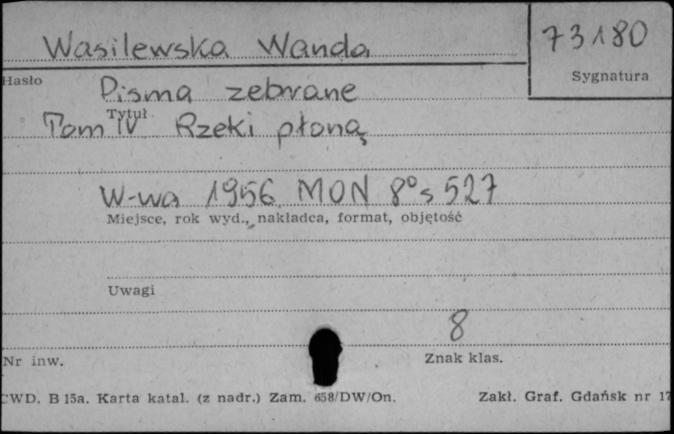 Wasilewska Wanda
73180
Hasło
Sygnatura
Pisma zebrane
Tytuł
Tom IV Rzeki płoną
W-wa 1956 MON 8° s 527
Miejsce, rok wyd., nakładca, format, objętość
Uwagi
8
Nr inw.
Znak klas.
CWD. B 15a. Karta katal. (z nadr.) Zam. 658/DW/On.
Zakł. Graf. Gdańsk nr 17